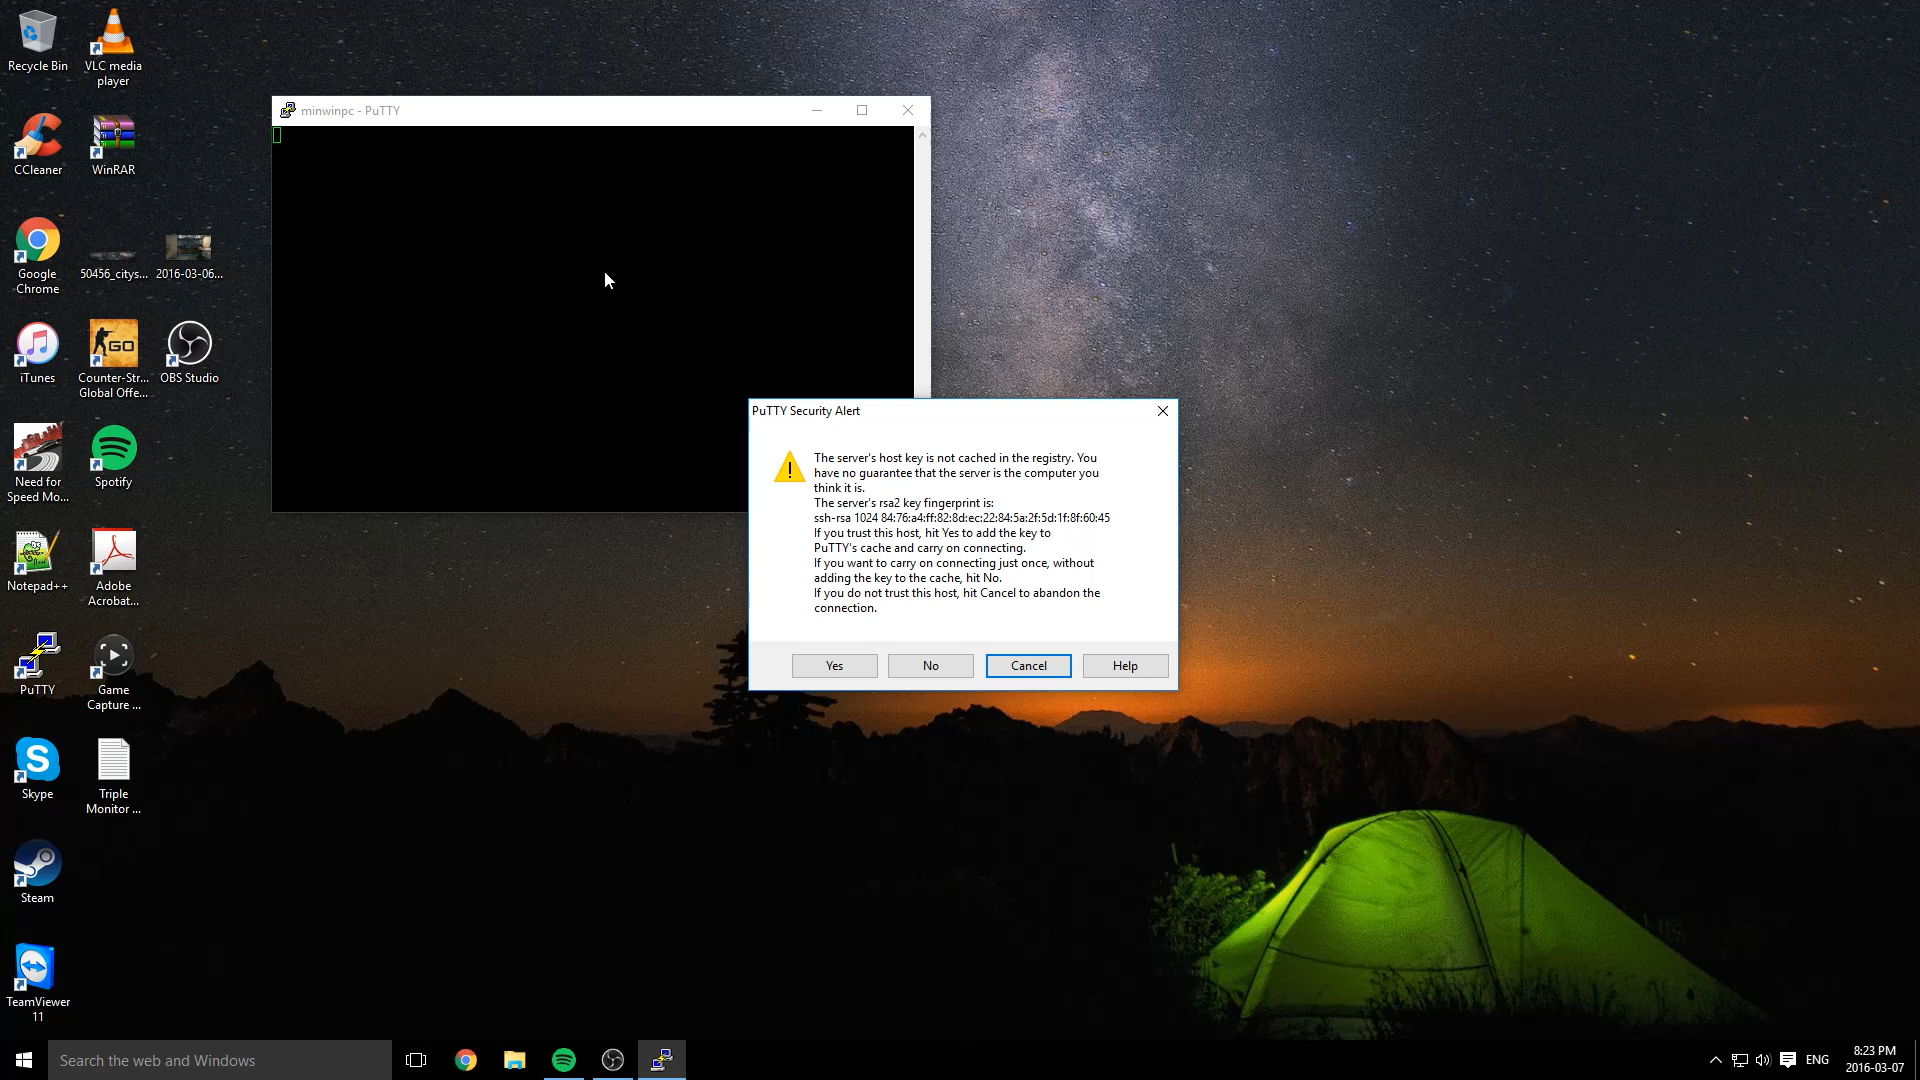 Recycle Bin
VLC media
player
CCleaner
WinRAR
Google
Chrome
50456_citys...
2016-03-06...
iTunes
GO
Counter-Str...
Global Offe...
OBS Studio
Need for
Speed Mo...
Spotify
Notepad++
Adobe
Acrobat...
PuTTY
Game
Capture ...
Skype
Triple
Monitor ...
Steam
TeamViewer
11
minwinpc - PuTTY
PuTTY Security Alert
The server's host key is not cached in the registry. You
have no guarantee that the server is the computer you
think it is.
The server's rsa2 key fingerprint is:
ssh-rsa 1024 84:76:a4:ff:82:8d:ec:22:84:5a:2f:5d:1f:8f:60:45
If you trust this host, hit Yes to add the key to
PuTTY's cache and carry on connecting.
If you want to carry on connecting just once, without
adding the key to the cache, hit No.
If you do not trust this host, hit Cancel to abandon the
connection.
Yes No Cancel Help
Search the web and Windows
ENG
8:23 PM
2016-03-07